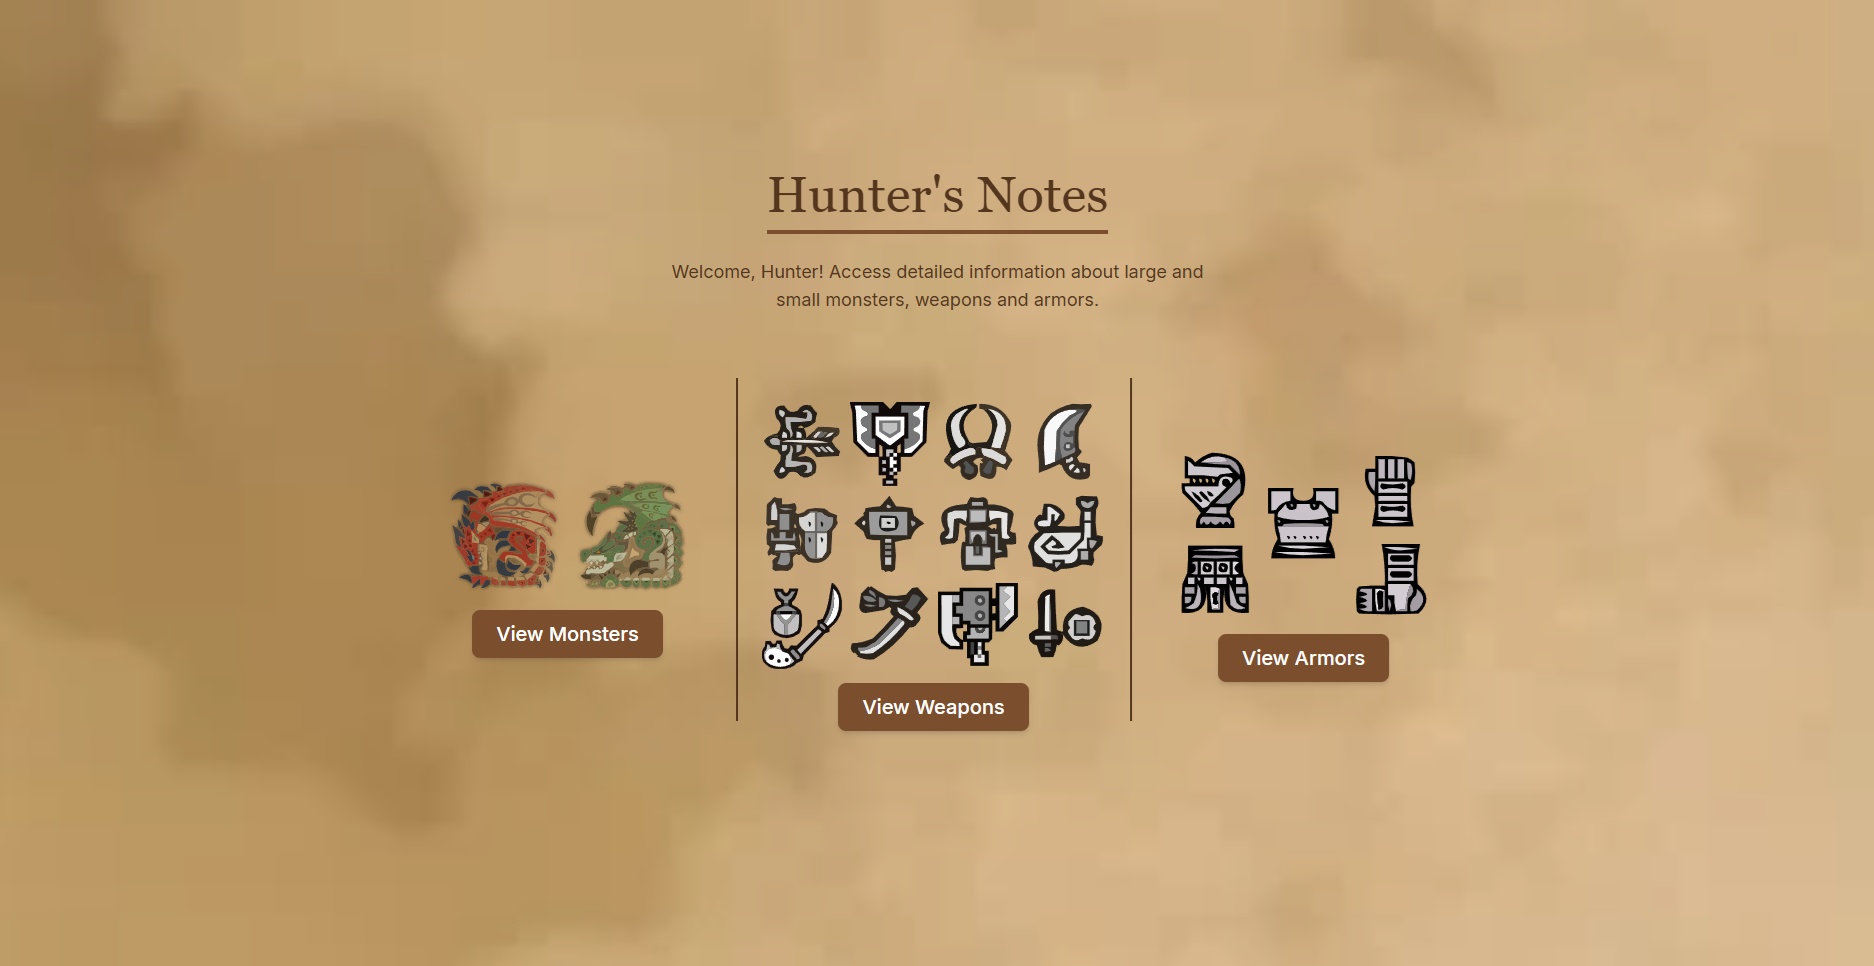 Hunter's Notes
Welcome, Hunter! Access detailed information about large and
small monsters, weapons and armors.
View Monsters
View Weapons
View Armors